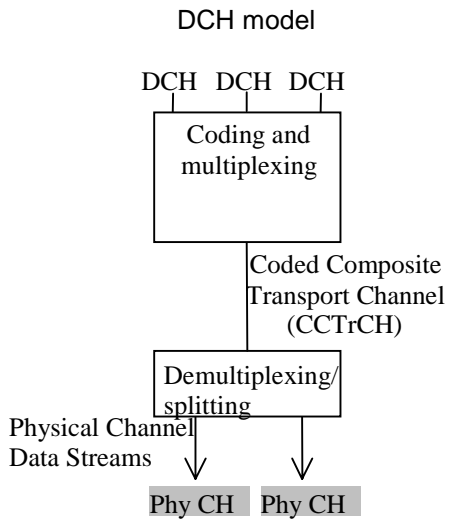 DCH model
DCH DCH DCH
Coding and
multiplexing
Coded Composite
Transport Channel
(CCTrCH)
Demultiplexing/
splitting
Physical Channel
Data Streams
Phy CH Phy CH